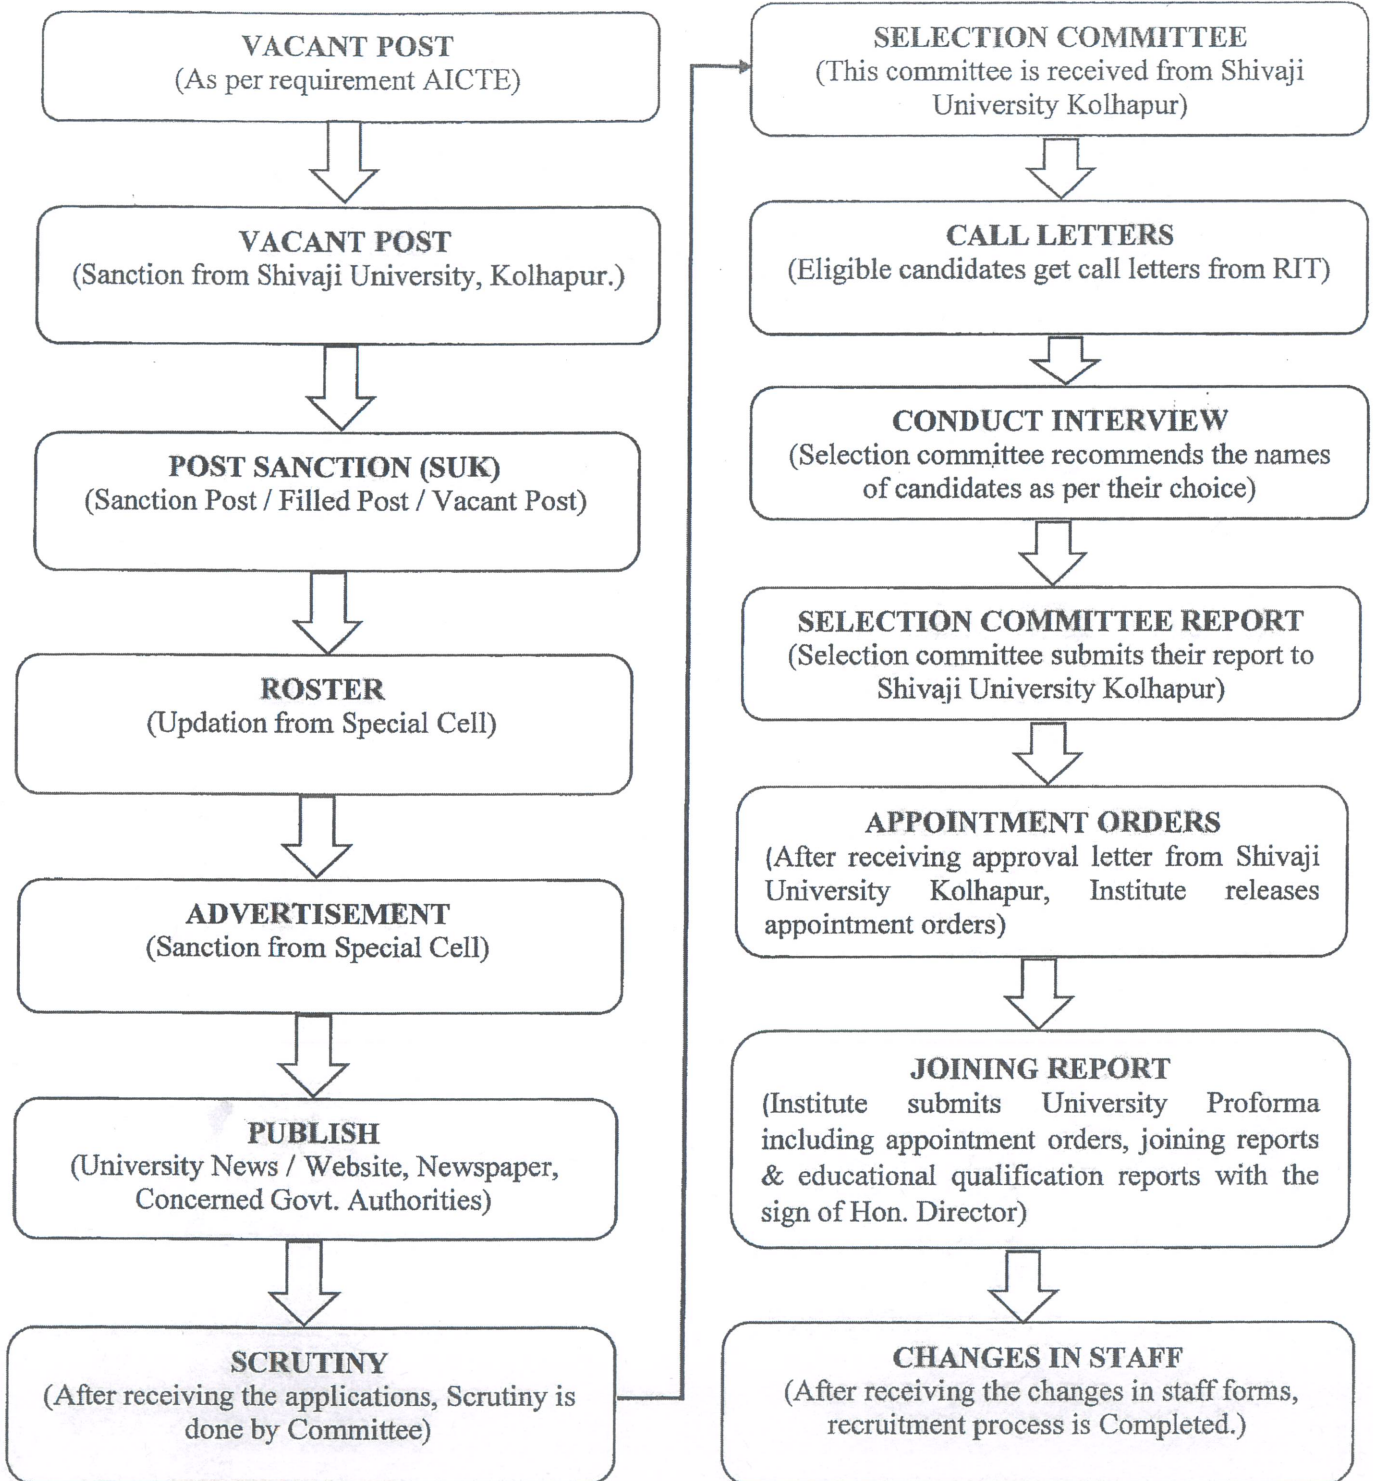 VACANT POST
(As per requirement AICTE)
VACANT POST
(Sanction from Shivaji University, Kolhapur.)
POST SANCTION (SUK)
(Sanction Post / Filled Post / Vacant Post)
ROSTER
(Updation from Special Cell)
ADVERTISEMENT
(Sanction from Special Cell)
PUBLISH
(University News / Website, Newspaper,
Concerned Govt. Authorities)
SCRUTINY
(After receiving the applications, Scrutiny is
done by Committee)
SELECTION COMMITTEE
(This committee is received from Shivaji
University Kolhapur)
CALL LETTERS
(Eligible candidates get call letters from RIT)
CONDUCT INTERVIEW
(Selection committee recommends the names
of candidates as per their choice)
SELECTION COMMITTEE REPORT
(Selection committee submits their report to
Shivaji University Kolhapur)
APPOINTMENT ORDERS
(After receiving approval letter from Shivaji
University Kolhapur, Institute releases
appointment orders)
JOINING REPORT
(Institute submits University Proforma
including appointment orders, joining reports
& educational qualification reports with the
sign of Hon. Director)
CHANGES IN STAFF
(After receiving the changes in staff forms,
recruitment process is Completed.)